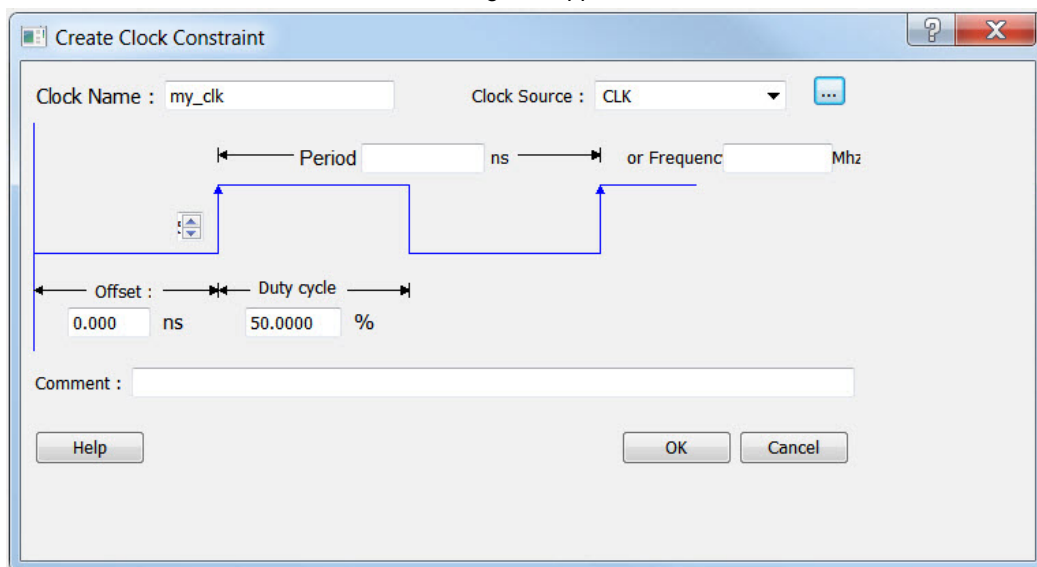 Create Clock Constraint
Clock Name : my_clk Clock Source : CLK ...
Period ns or Frequenc Mhz
Offset : Duty cycle
0.000 ns 50.0000 %
Comment :
Help OK Cancel